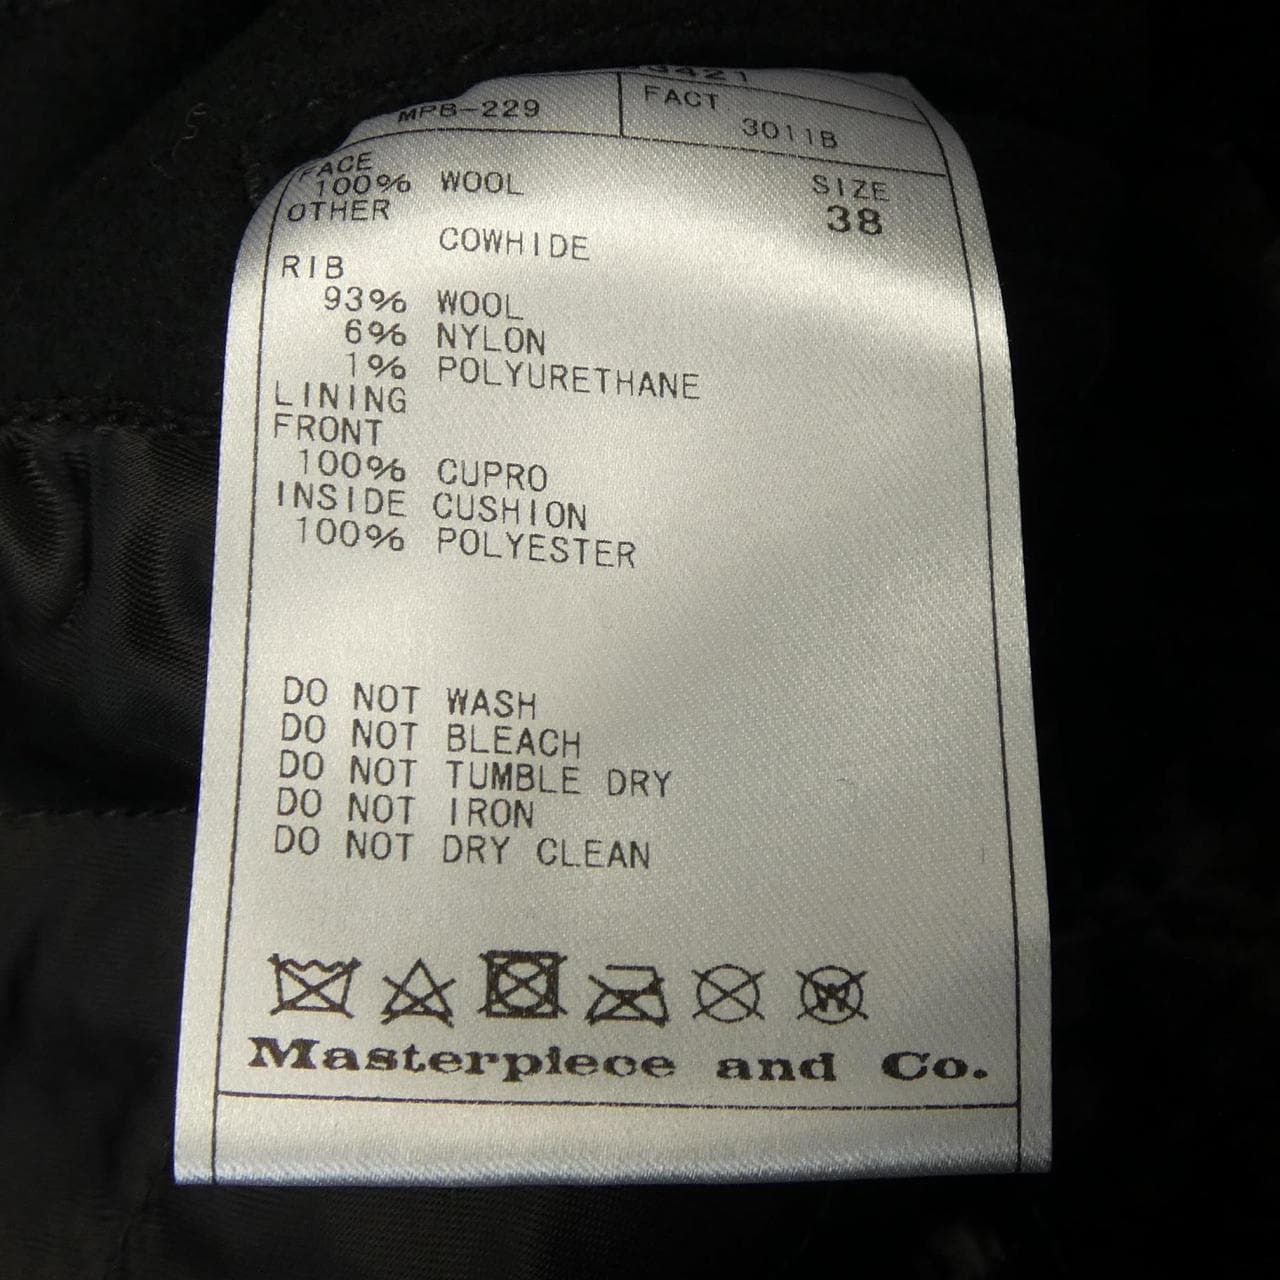 MPB-229
FACT
3011B
FACE
100% WOOL
SIZE
38
OTHER
COWHIDE
RIB
93% WOOL
6% NYLON
1% POLYURETHANE
LINING
FRONT
100% CUPRO
INSIDE CUSHION
100% POLYESTER
DO NOT WASH
DO NOT BLEACH
DO NOT TUMBLE DRY
DO NOT IRON
DO NOT DRY CLEAN
W
Masterpiece and Co.